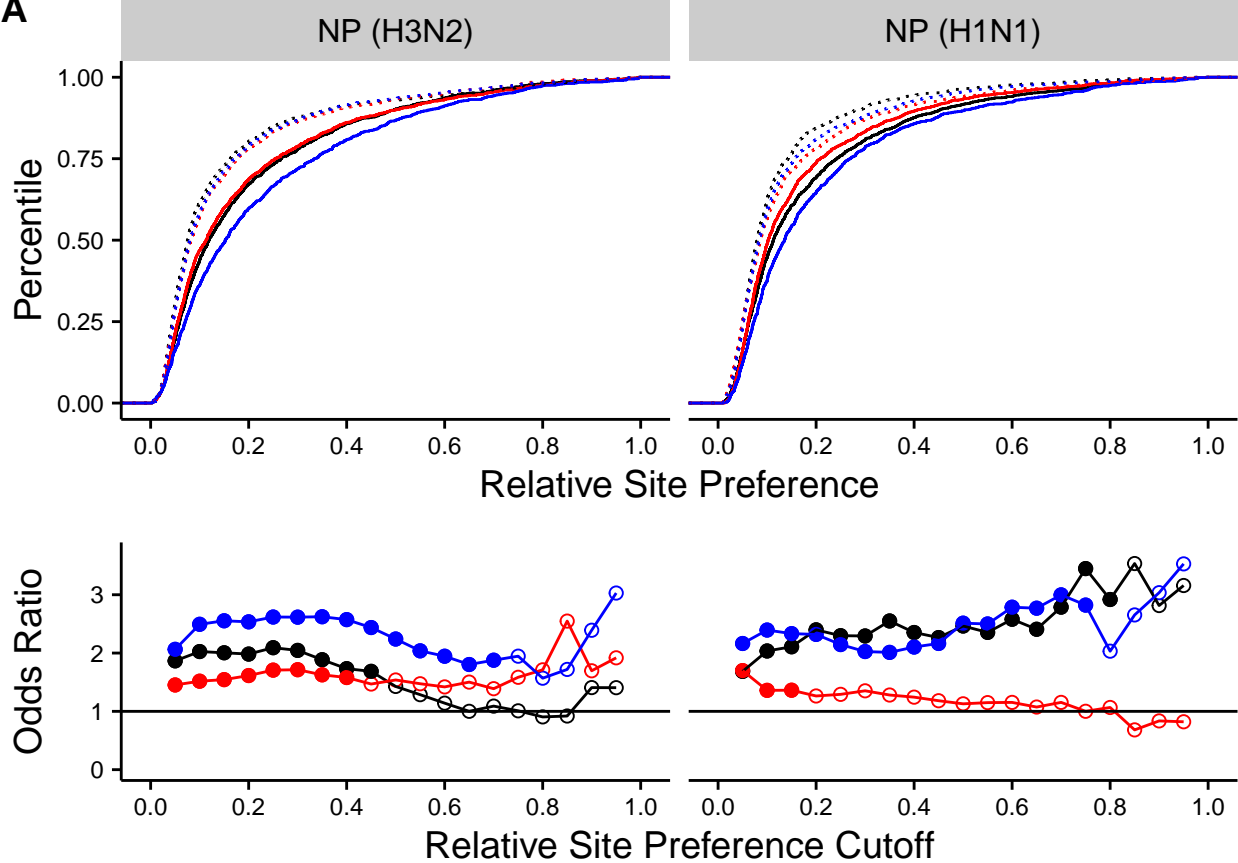 A
NP (H3N2)
NP (H1N1)
Percentile
1.00
0.75
0.50
0.25
0.00
0.0 0.2 0.4 0.6 0.8 1.0
0.0 0.2 0.4 0.6 0.8 1.0
Relative Site Preference
Odds Ratio
3
2
1
0
0.0 0.2 0.4 0.6 0.8 1.0
0.0 0.2 0.4 0.6 0.8 1.0
Relative Site Preference Cutoff